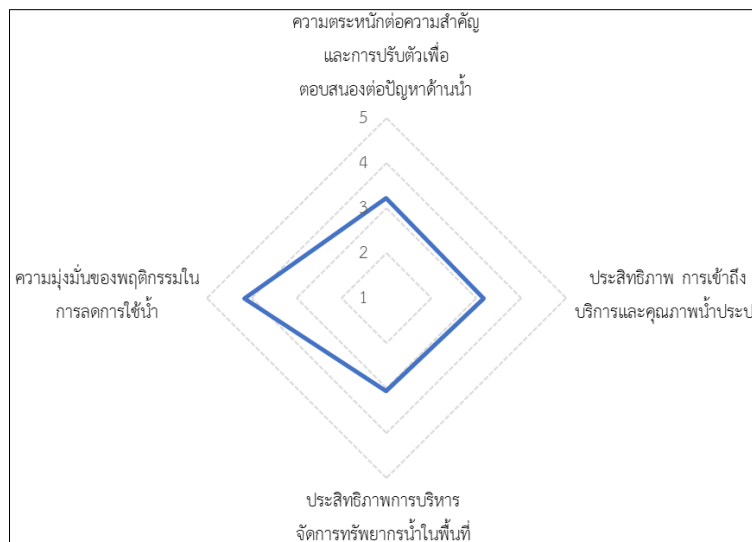 ความตระหนักต่อความสำคัญ
และการปรับตัวเพื่อ
ตอบสนองต่อปัญหาด้านน้ำ
5
4
3
2
1
ประสิทธิภาพ การเข้าถึง
บริการและคุณภาพน้ำประป
ความมุ่งมั่นของพฤติกรรมใน
การลดการใช้น้ำ
ประสิทธิภาพการบริหาร
จัดการทรัพยากรน้ำในพื้นที่